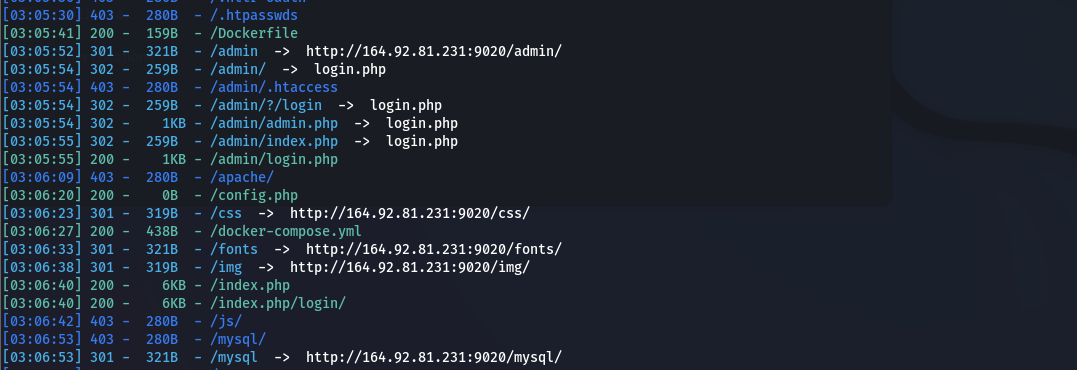 [03:05:30] 403 -  280B  - /.htpasswds
[03:05:41] 200 -  159B  - /Dockerfile
[03:05:52] 301 -  321B  - /admin  ->  http://164.92.81.231:9020/admin/
[03:05:54] 302 -  259B  - /admin/  ->  login.php
[03:05:54] 403 -  280B  - /admin/.htaccess
[03:05:54] 302 -  259B  - /admin/?/login  ->  login.php
[03:05:54] 302 -    1KB - /admin/admin.php  ->  login.php
[03:05:55] 302 -  259B  - /admin/index.php  ->  login.php
[03:05:55] 200 -    1KB - /admin/login.php
[03:06:09] 403 -  280B  - /apache/
[03:06:20] 200 -    0B  - /config.php
[03:06:23] 301 -  319B  - /css  ->  http://164.92.81.231:9020/css/
[03:06:27] 200 -  438B  - /docker-compose.yml
[03:06:33] 301 -  321B  - /fonts  ->  http://164.92.81.231:9020/fonts/
[03:06:38] 301 -  319B  - /img  ->  http://164.92.81.231:9020/img/
[03:06:40] 200 -    6KB - /index.php
[03:06:40] 200 -    6KB - /index.php/login/
[03:06:42] 403 -  280B  - /js/
[03:06:53] 403 -  280B  - /mysql/
[03:06:53] 301 -  321B  - /mysql  ->  http://164.92.81.231:9020/mysql/